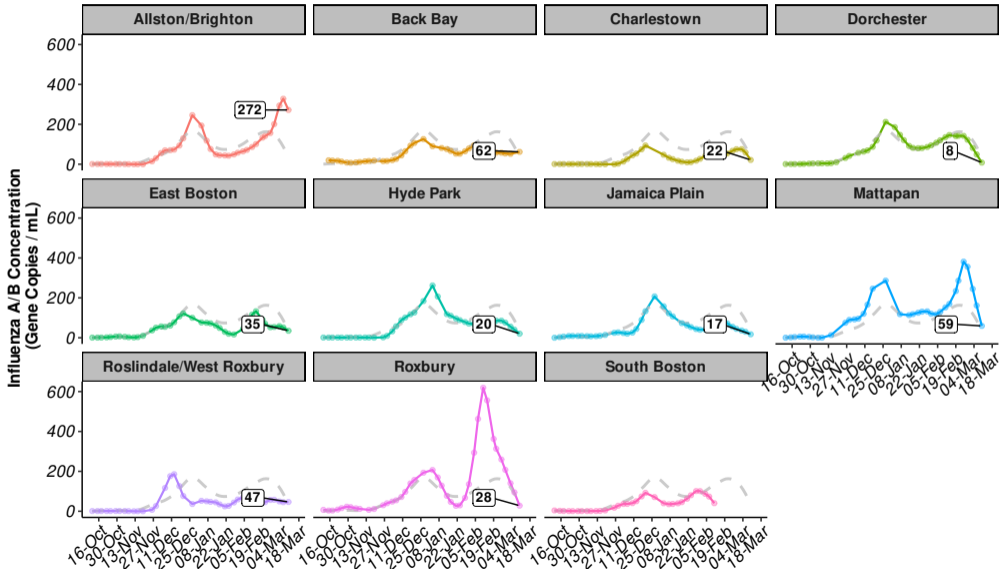 Influenza A/B Concentration
(Gene Copies / mL)
Allston/Brighton
Back Bay
Charlestown
Dorchester
600
400
200
0
272
62
22
8
East Boston
Hyde Park
Jamaica Plain
Mattapan
600
400
200
0
35
20
17
59
16-Oct
30-Oct
13-Nov
27-Nov
11-Dec
25-Dec
08-Jan
22-Jan
05-Feb
19-Feb
04-Mar
18-Mar
Roslindale/West Roxbury
Roxbury
South Boston
600
400
200
0
47
28
16-Oct
30-Oct
13-Nov
27-Nov
11-Dec
25-Dec
08-Jan
22-Jan
05-Feb
19-Feb
04-Mar
18-Mar
16-Oct
30-Oct
13-Nov
27-Nov
11-Dec
25-Dec
08-Jan
22-Jan
05-Feb
19-Feb
04-Mar
18-Mar
16-Oct
30-Oct
13-Nov
27-Nov
11-Dec
25-Dec
08-Jan
22-Jan
05-Feb
19-Feb
04-Mar
18-Mar